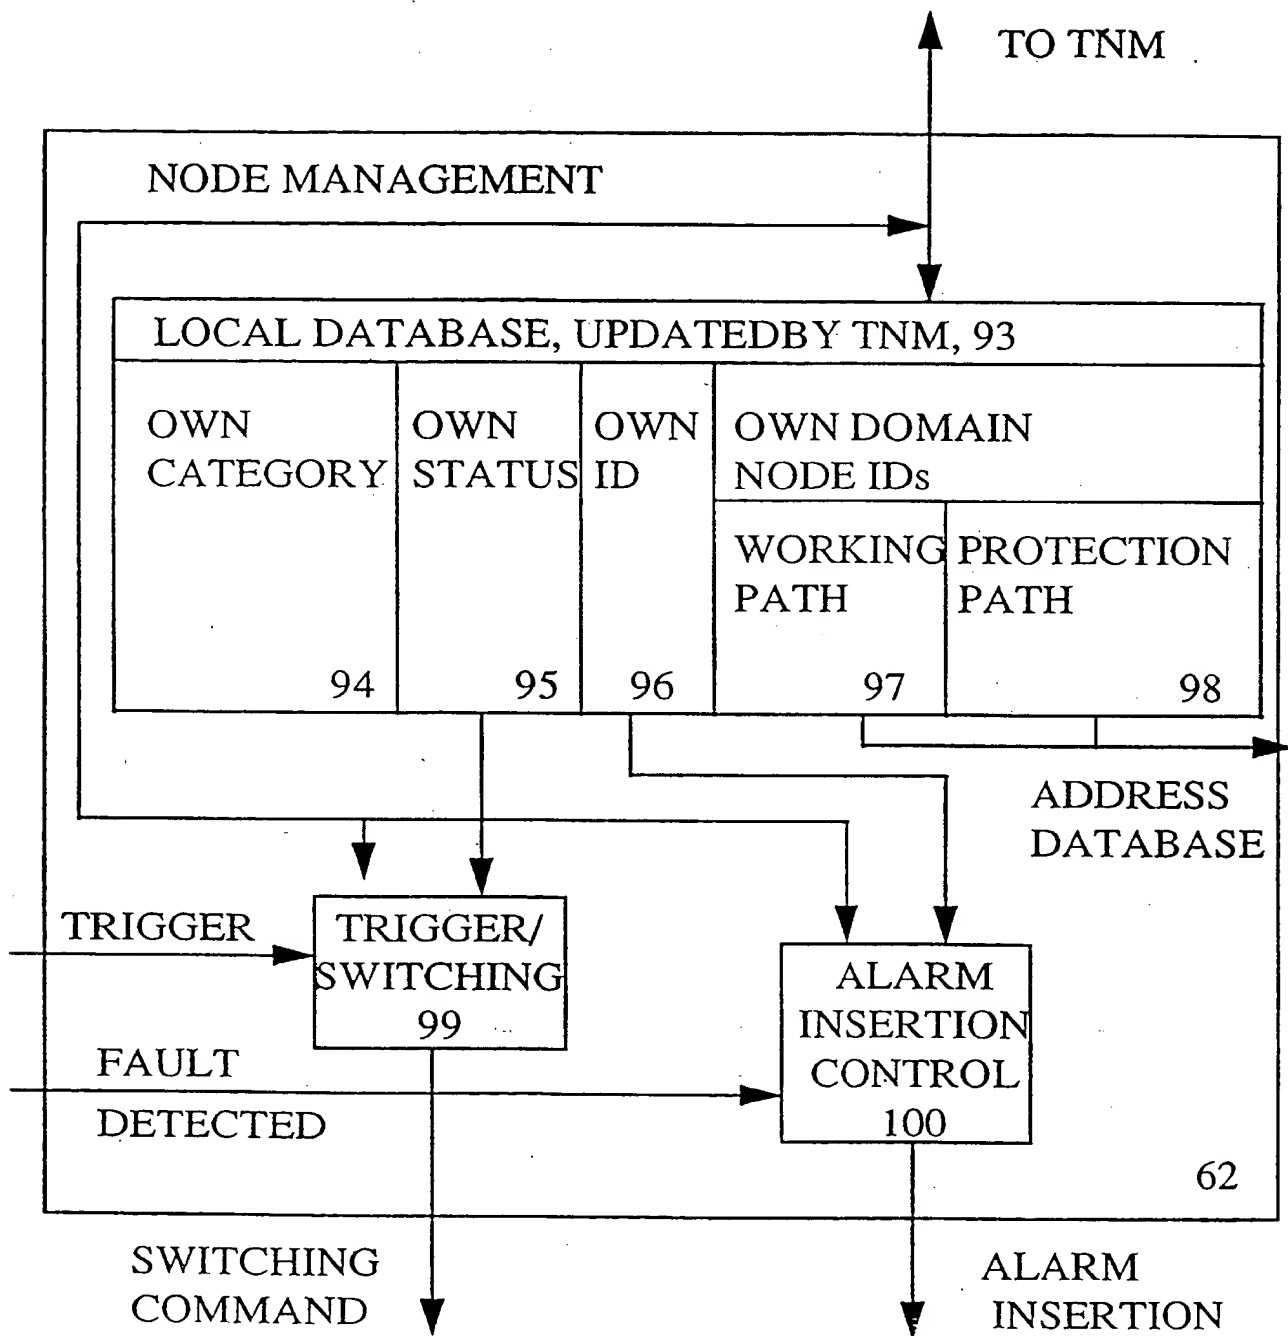 TO TNM
NODE MANAGEMENT
LOCAL DATABASE, UPDATEDBY TNM, 93
OWN
CATEGORY
94
OWN
STATUS
95
OWN
ID
96
OWN DOMAIN
NODE IDs
WORKING
PATH
97
PROTECTION
PATH
98
ADDRESS
DATABASE
TRIGGER
TRIGGER/
SWITCHING
99
FAULT
DETECTED
ALARM
INSERTION
CONTROL
100
62
SWITCHING
COMMAND
ALARM
INSERTION